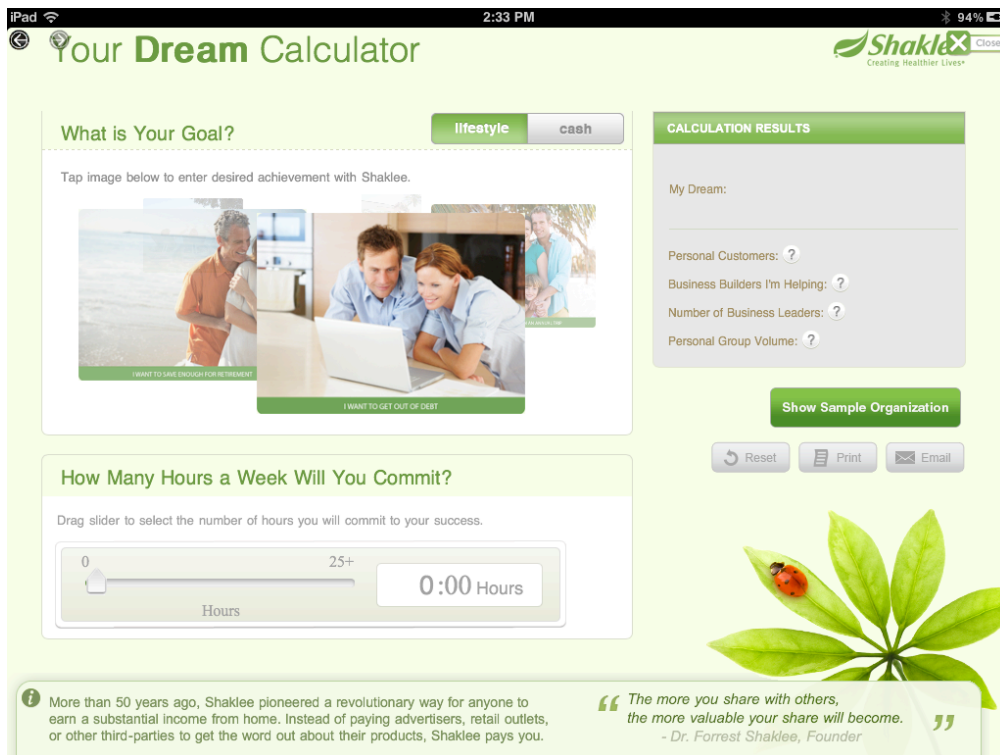 iPad 2:33 PM 94%
Your Dream Calculator
Shaklee
Close
Creating Healthier Lives
What is Your Goal?
lifestyle cash
Tap image below to enter desired achievement with Shaklee.
I WANT TO SAVE ENOUGH FOR RETIREMENT
I WANT TO GET OUT OF DEBT
CALCULATION RESULTS
My Dream:
Personal Customers: ?
Business Builders I'm Helping: ?
Number of Business Leaders: ?
Personal Group Volume: ?
Show Sample Organization
Reset Print Email
How Many Hours a Week Will You Commit?
Drag slider to select the number of hours you will commit to your success.
0 25+
Hours
0:00 Hours
More than 50 years ago, Shaklee pioneered a revolutionary way for anyone to
earn a substantial income from home. Instead of paying advertisers, retail outlets,
or other third-parties to get the word out about their products, Shaklee pays you.
“ The more you share with others,
the more valuable your share will become. ”
- Dr. Forrest Shaklee, Founder